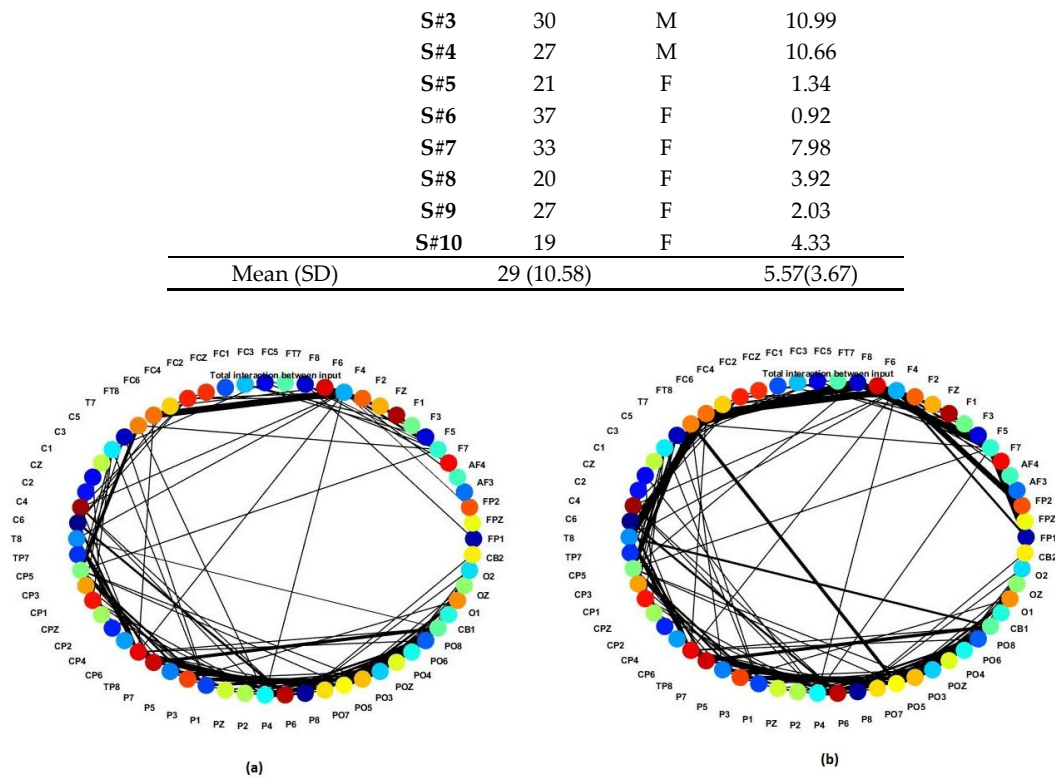 S#3 30 M 10.99
S#4 27 M 10.66
S#5 21 F 1.34
S#6 37 F 0.92
S#7 33 F 7.98
S#8 20 F 3.92
S#9 27 F 2.03
S#10 19 F 4.33
Mean (SD) 29 (10.58) 5.57(3.67)
Total interaction between input
FP1
FPZ
FP2
AF3
AF4
F7
F5
F3
F1
FZ
F2
F4
F6
F8
FT7
FC5
FC3
FC1
FCZ
FC2
FC4
FC6
FT8
T7
C5
C3
C1
CZ
C2
C4
C6
T8
TP7
CP5
CP3
CP1
CPZ
CP2
CP4
CP6
TP8
P7
P5
P3
P1
PZ
P2
P4
P6
P8
PO7
PO5
PO3
POZ
PO4
PO6
PO8
CB1
O1
OZ
O2
CB2
(a)
Total interaction between input
FP1
FPZ
FP2
AF3
AF4
F7
F5
F3
F1
FZ
F2
F4
F6
F8
FT7
FC5
FC3
FC1
FCZ
FC2
FC4
FC6
FT8
T7
C5
C3
C1
CZ
C2
C4
C6
T8
TP7
CP5
CP3
CP1
CPZ
CP2
CP4
CP6
TP8
P7
P5
P3
P1
PZ
P2
P4
P6
P8
PO7
PO5
PO3
POZ
PO4
PO6
PO8
CB1
O1
OZ
O2
CB2
(b)